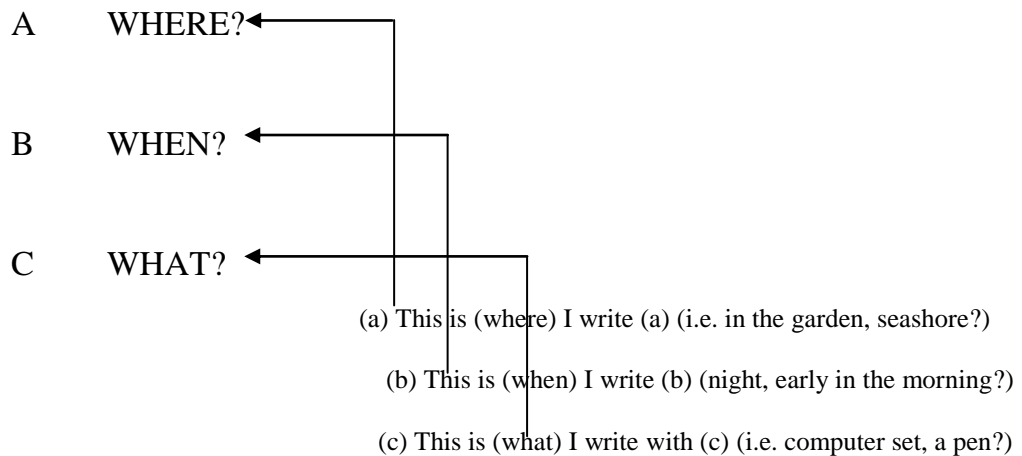 A WHERE?
B WHEN?
C WHAT?
(a) This is (where) I write (a) (i.e. in the garden, seashore?)
(b) This is (when) I write (b) (night, early in the morning?)
(c) This is (what) I write with (c) (i.e. computer set, a pen?)